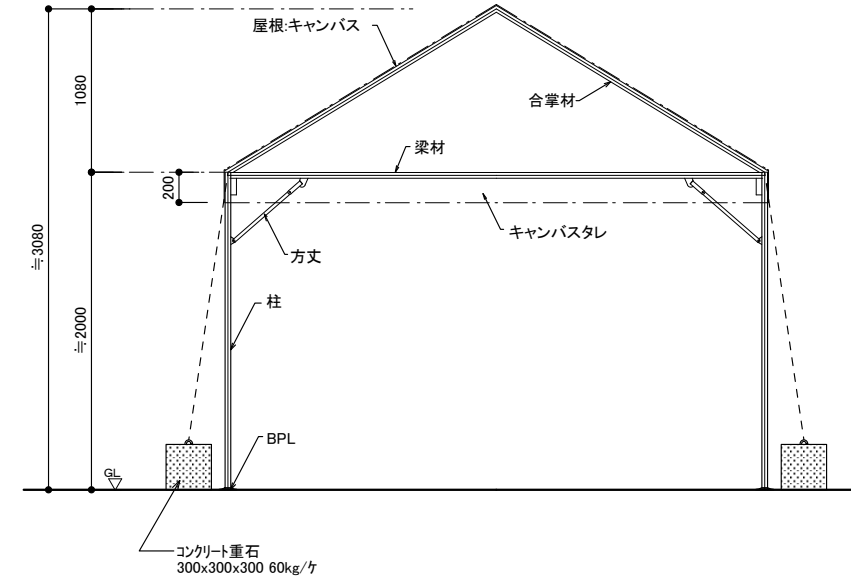 屋根:キャンバス
1080
合掌材
梁材
200
キャンバスタレ
≒3080
方丈
≒2000
柱
BPL
GL
コンクリート重石
300x300x300 60kg/ケ